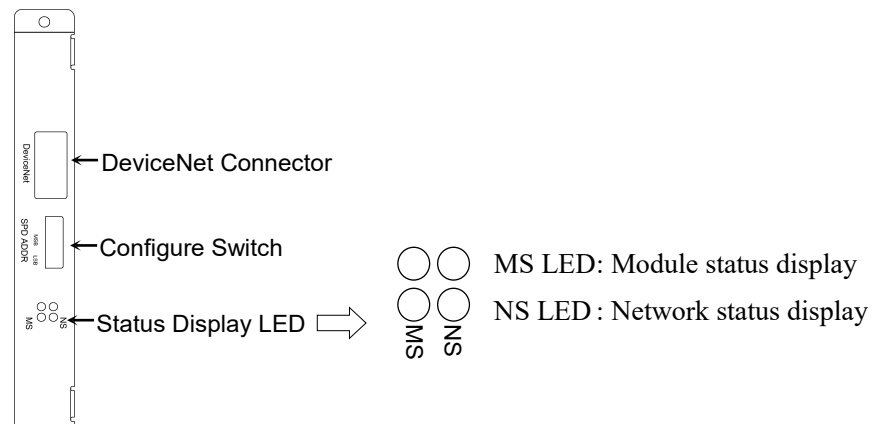 DeviceNet
DeviceNet Connector
SPD ADDR
MSB LSB
Configure Switch
MS NS
Status Display LED
MS NS
MS LED: Module status display
NS LED : Network status display